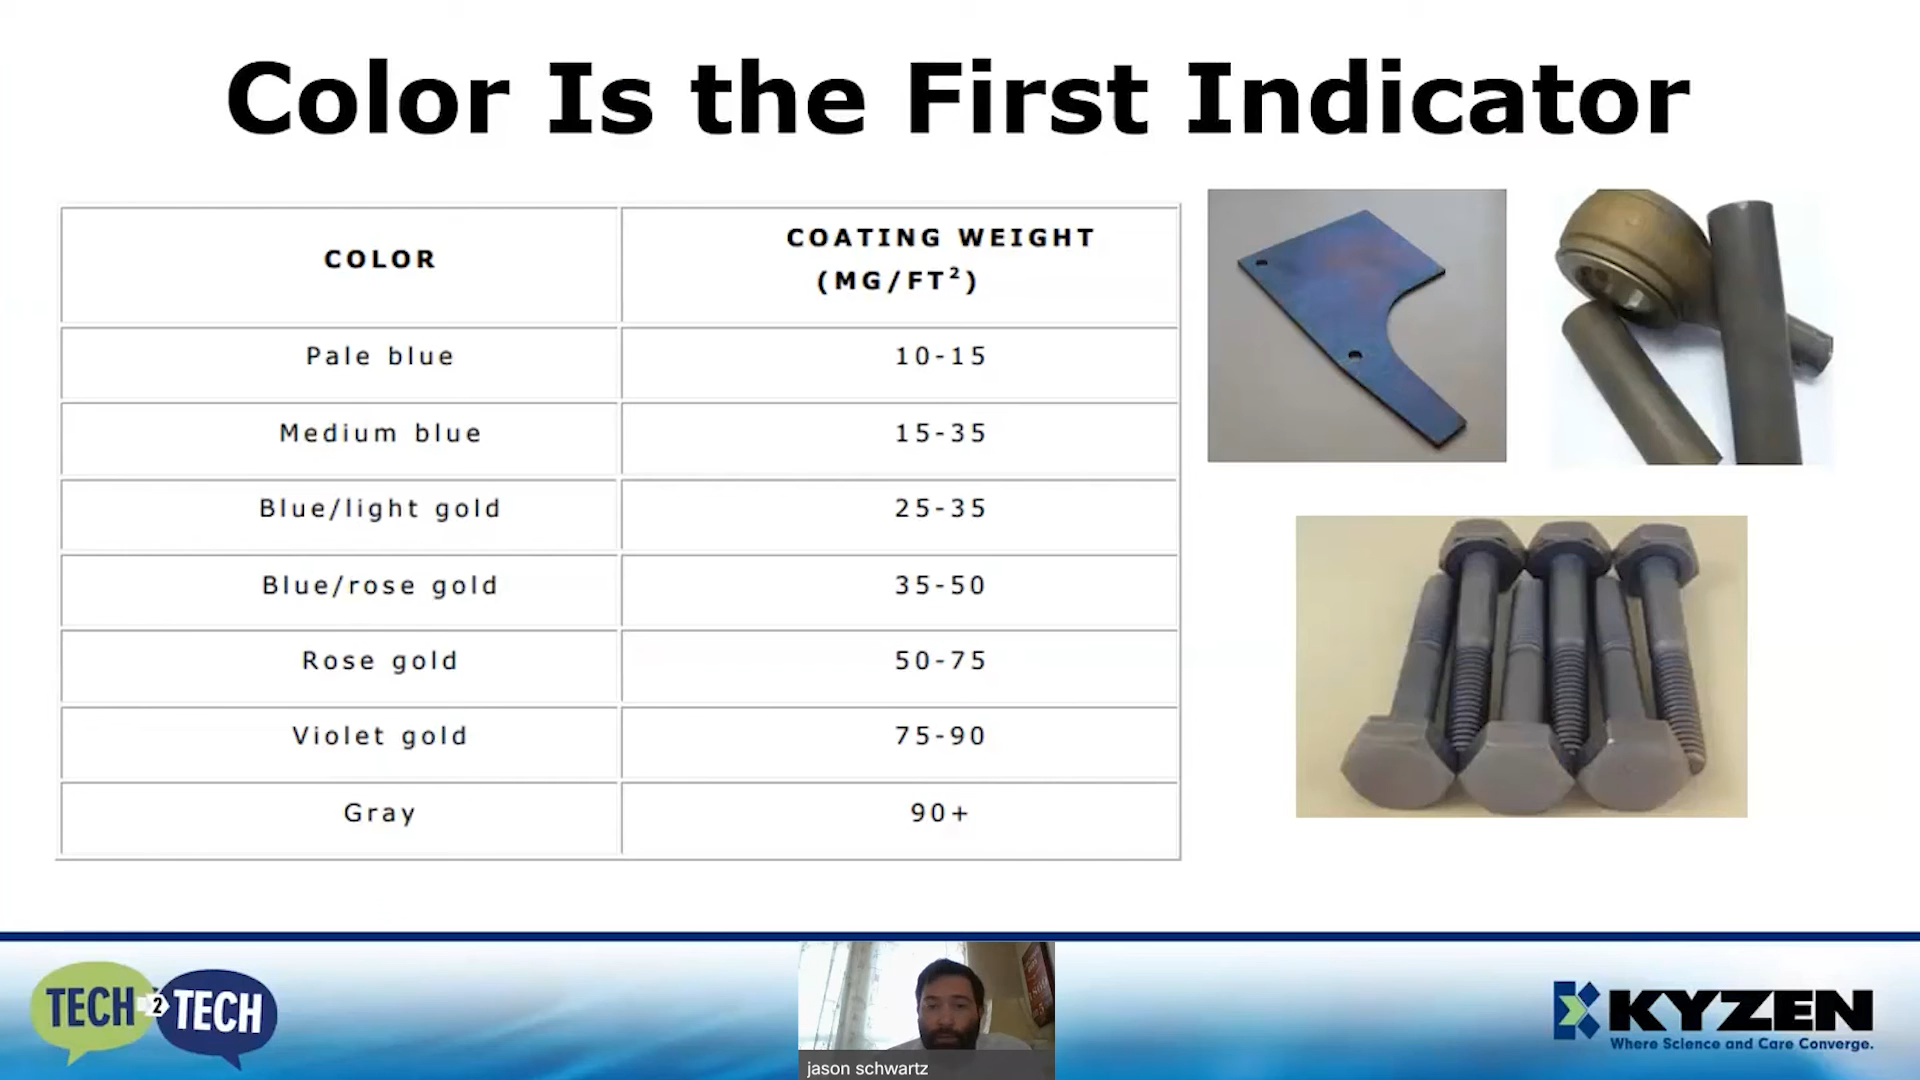 Color Is the First Indicator
COLOR
COATING WEIGHT
(MG/FT²)
Pale blue
10-15
Medium blue
15-35
Blue/light gold
25-35
Blue/rose gold
35-50
Rose gold
50-75
Violet gold
75-90
Gray
90+
TECH 2 TECH
KYZEN
Where Science and Care Converge.
jason schwartz